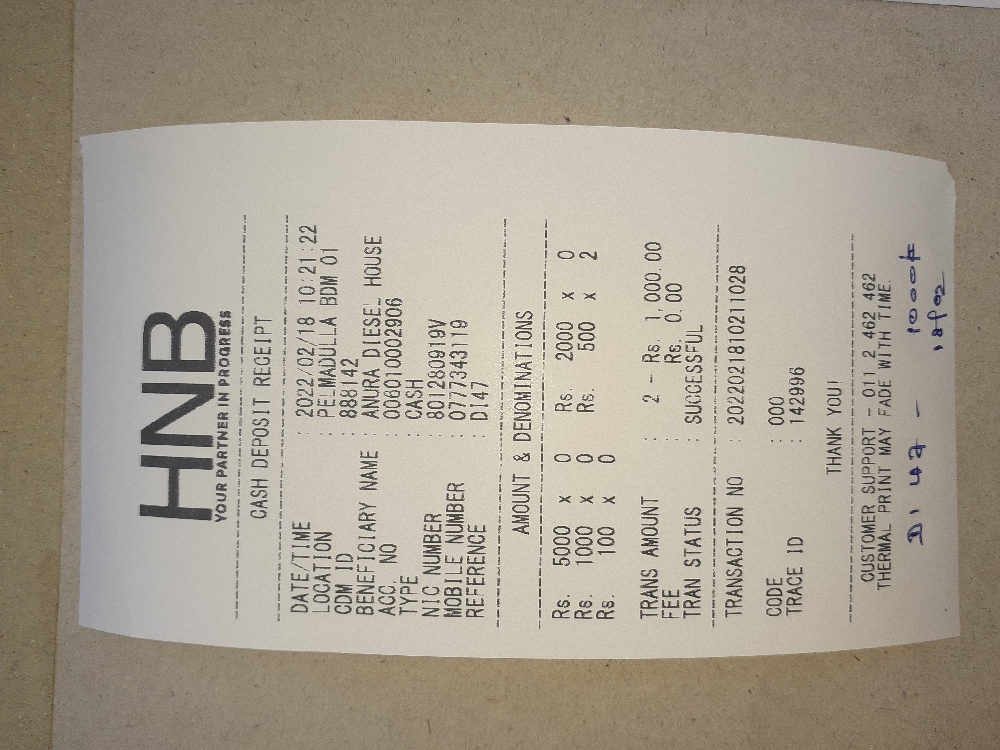 HNB
YOUR PARTNER IN PROGRESS
CASH DEPOSIT RECEIPT
DATE/TIME : 2022/02/18 10:21:22
LOCATION : PELMADULLA BDM 01
CDM ID : 888142
BENEFICIARY NAME : ANURA DIESEL HOUSE
ACC. NO : 006010002906
TYPE : CASH
NIC NUMBER : 801280919V
MOBILE NUMBER : 0777343119
REFERENCE : D147
AMOUNT & DENOMINATIONS
Rs. 5000 x 0 Rs. 2000 x 0
Rs. 1000 x 0 Rs. 500 x 2
Rs. 100 x 0
TRANS AMOUNT : 2 - Rs. 1,000.00
FEE Rs. 0.00
TRAN STATUS : SUCCESSFUL
TRANSACTION NO : 20220218102110​28
CODE : 000
TRACE ID : 142996
THANK YOU!
CUSTOMER SUPPORT - 011 2 462 462
THERMAL PRINT MAY FADE WITH TIME.
D1 47 - 1000/=